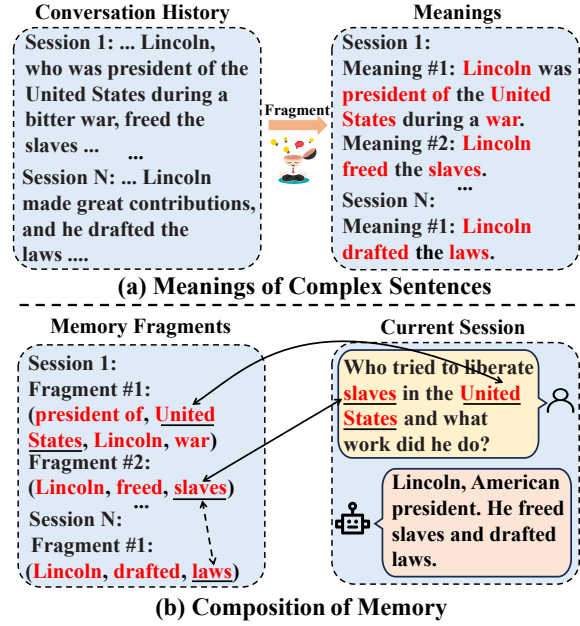 Conversation History
Session 1: ... Lincoln,
who was president of the
United States during a
bitter war, freed the
slaves ...
...
Session N: ... Lincoln
made great contributions,
and he drafted the
laws ....
Fragment
Meanings
Session 1:
Meaning #1: Lincoln was
president of the United
States during a war.
Meaning #2: Lincoln
freed the slaves.
...
Session N:
Meaning #1: Lincoln
drafted the laws.
(a) Meanings of Complex Sentences
Memory Fragments
Session 1:
Fragment #1:
(president of, United
States, Lincoln, war)
Fragment #2:
(Lincoln, freed, slaves)
...
Session N:
Fragment #1:
(Lincoln, drafted, laws)
Current Session
Who tried to liberate
slaves in the United
States and what
work did he do?
Lincoln, American
president. He freed
slaves and drafted
laws.
(b) Composition of Memory